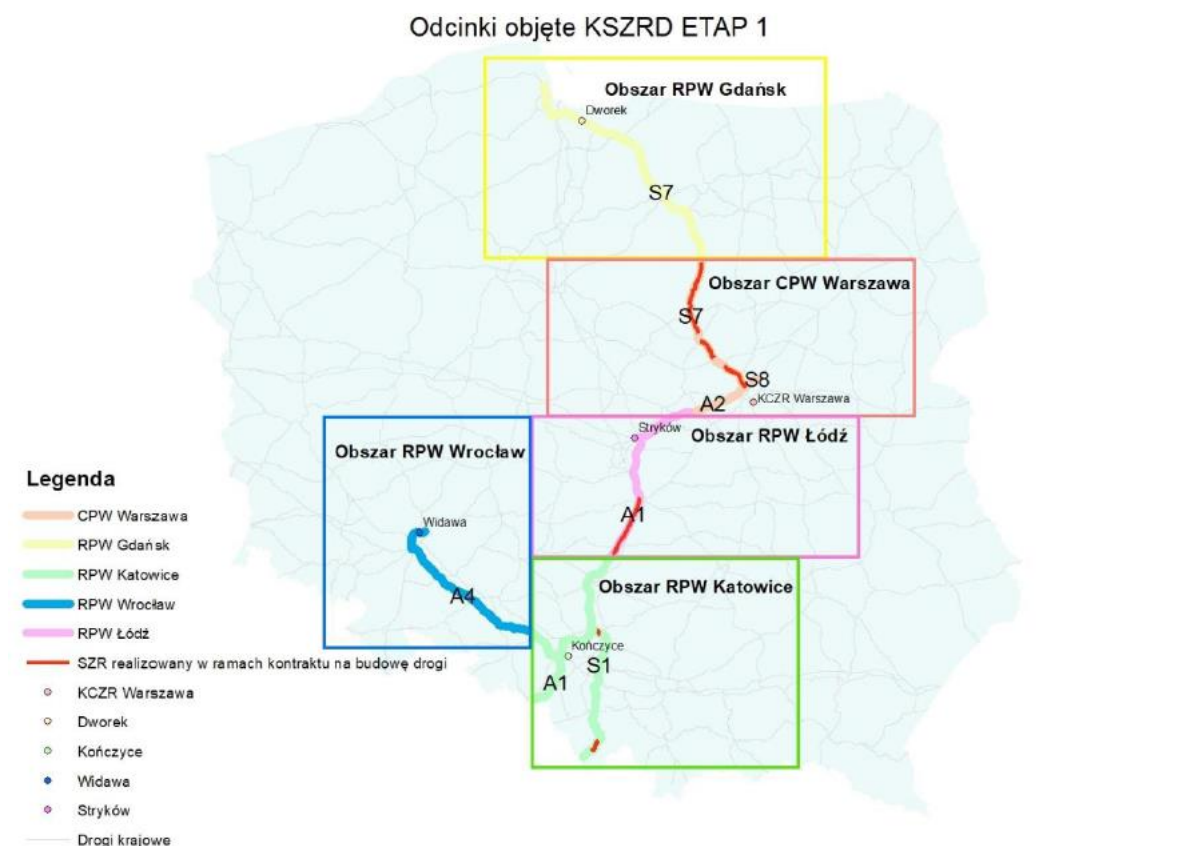 Odcinki objęte KSZRD ETAP 1
Obszar RPW Gdańsk
Dworek
S7
Obszar CPW Warszawa
S7
S8
A2
KCZR Warszawa
Stryków
Obszar RPW Łódź
Obszar RPW Wrocław
A1
Widawa
A4
Obszar RPW Katowice
Kończyce
S1
A1
Legenda
CPW Warszawa
RPW Gdańsk
RPW Katowice
RPW Wrocław
RPW Łódź
SZR realizowany w ramach kontraktu na budowę drogi
KCZR Warszawa
Dworek
Kończyce
Widawa
Stryków
Drogi krajowe